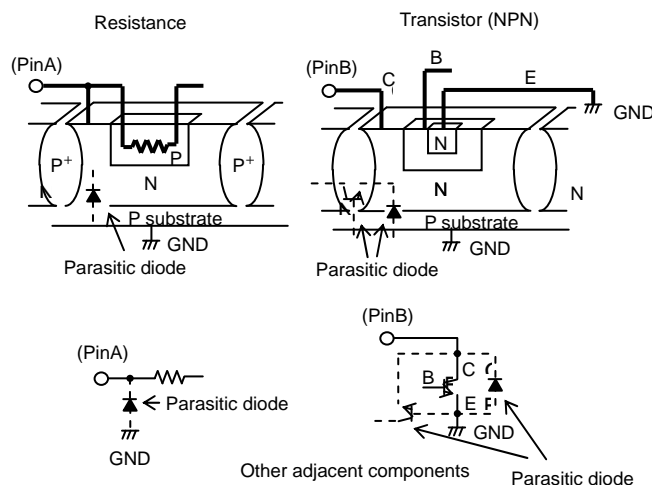 Resistance
Transistor (NPN)
(PinA)
(PinB)
C
B
E
GND
P+
P
P+
N
N
N
N
P substrate
GND
Parasitic diode
P substrate
GND
Parasitic diode
(PinA)
Parasitic diode
GND
(PinB)
C
B
E
GND
Other adjacent components
Parasitic diode